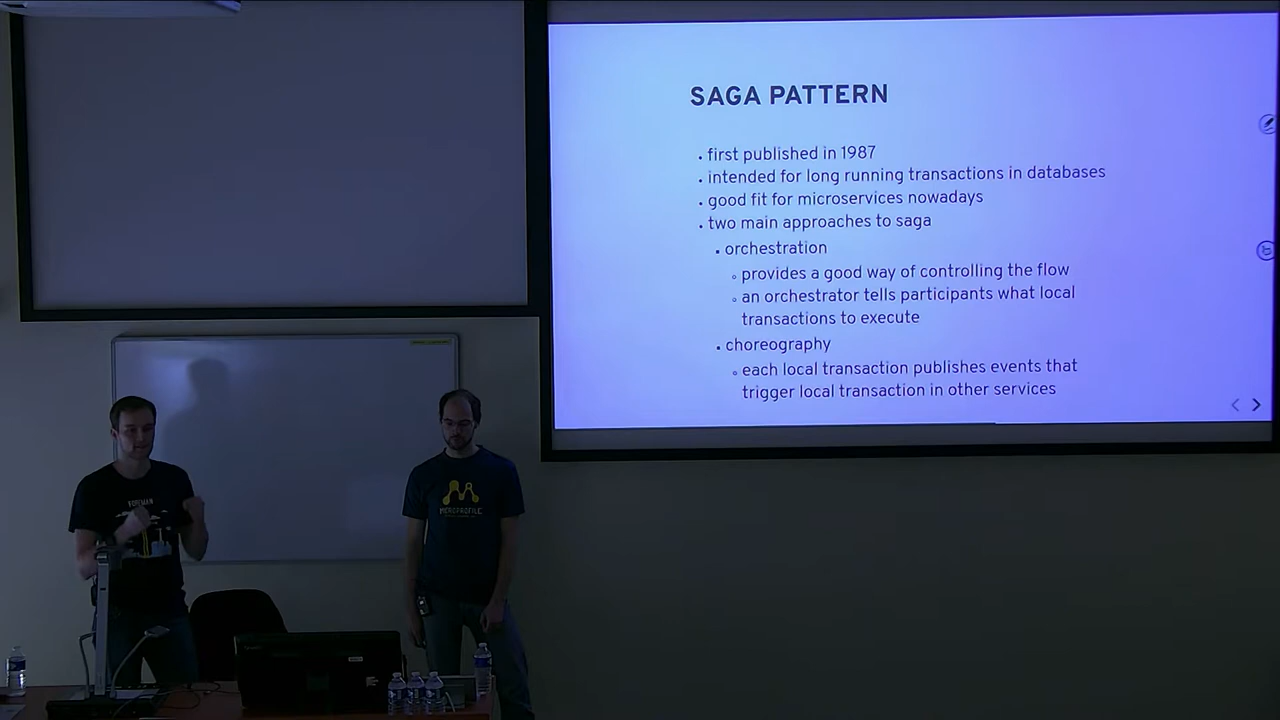 SAGA PATTERN
• first published in 1987
• intended for long running transactions in databases
• good fit for microservices nowadays
• two main approaches to saga
• orchestration
◦ provides a good way of controlling the flow
◦ an orchestrator tells participants what local
transactions to execute
• choreography
◦ each local transaction publishes events that
trigger local transaction in other services
FOREMAN
MICROPROFILE